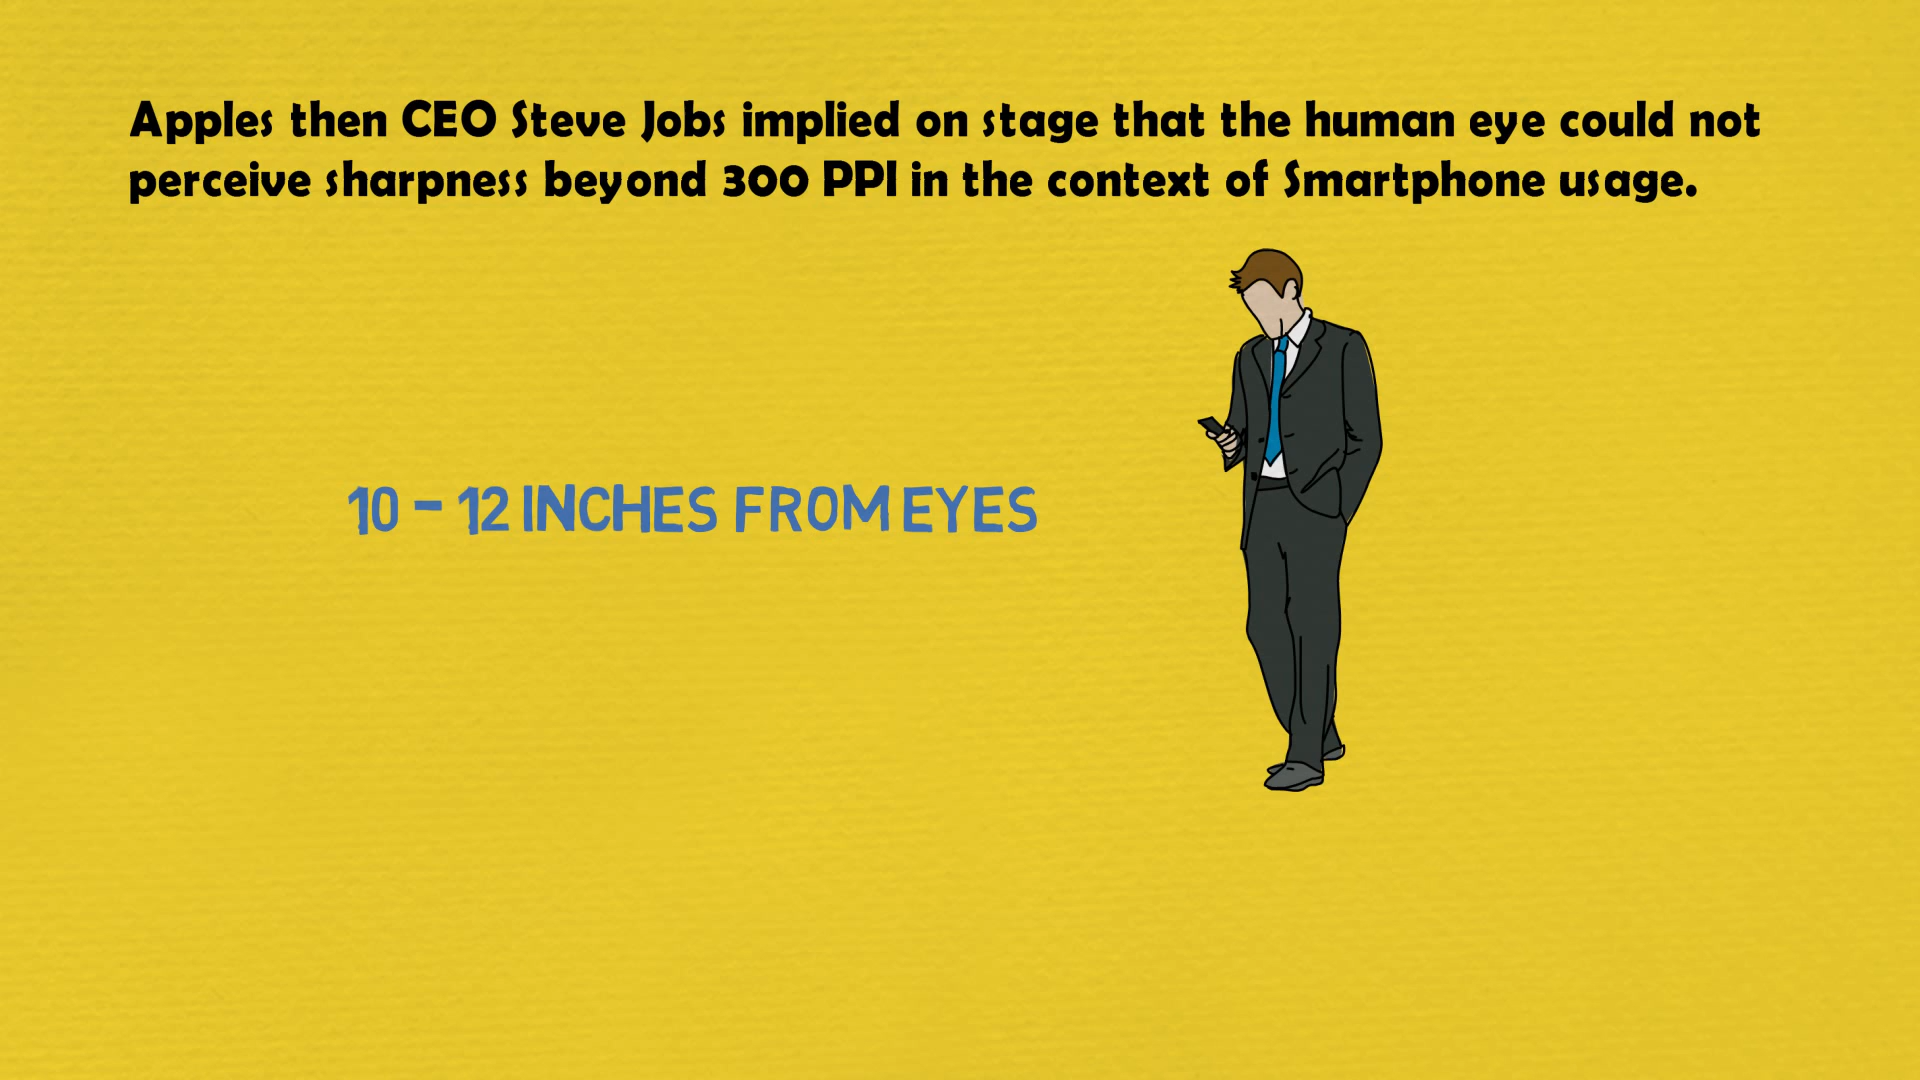 Apples then CEO Steve Jobs implied on stage that the human eye could not
perceive sharpness beyond 300 PPI in the context of Smartphone usage.
10 - 12 INCHES FROM EYES